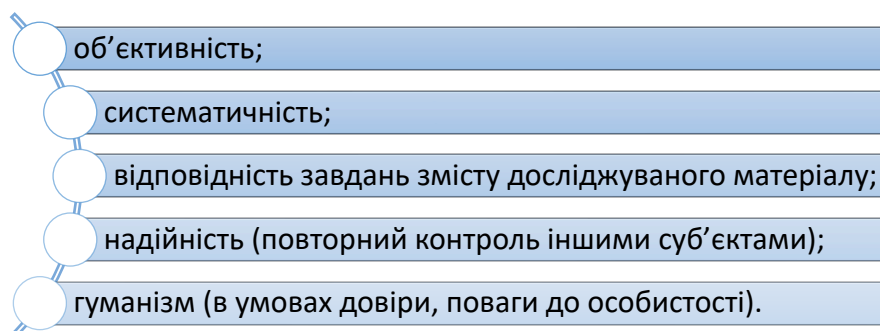 об’єктивність;
систематичність;
відповідність завдань змісту досліджуваного матеріалу;
надійність (повторний контроль іншими суб’єктами);
гуманізм (в умовах довіри, поваги до особистості).